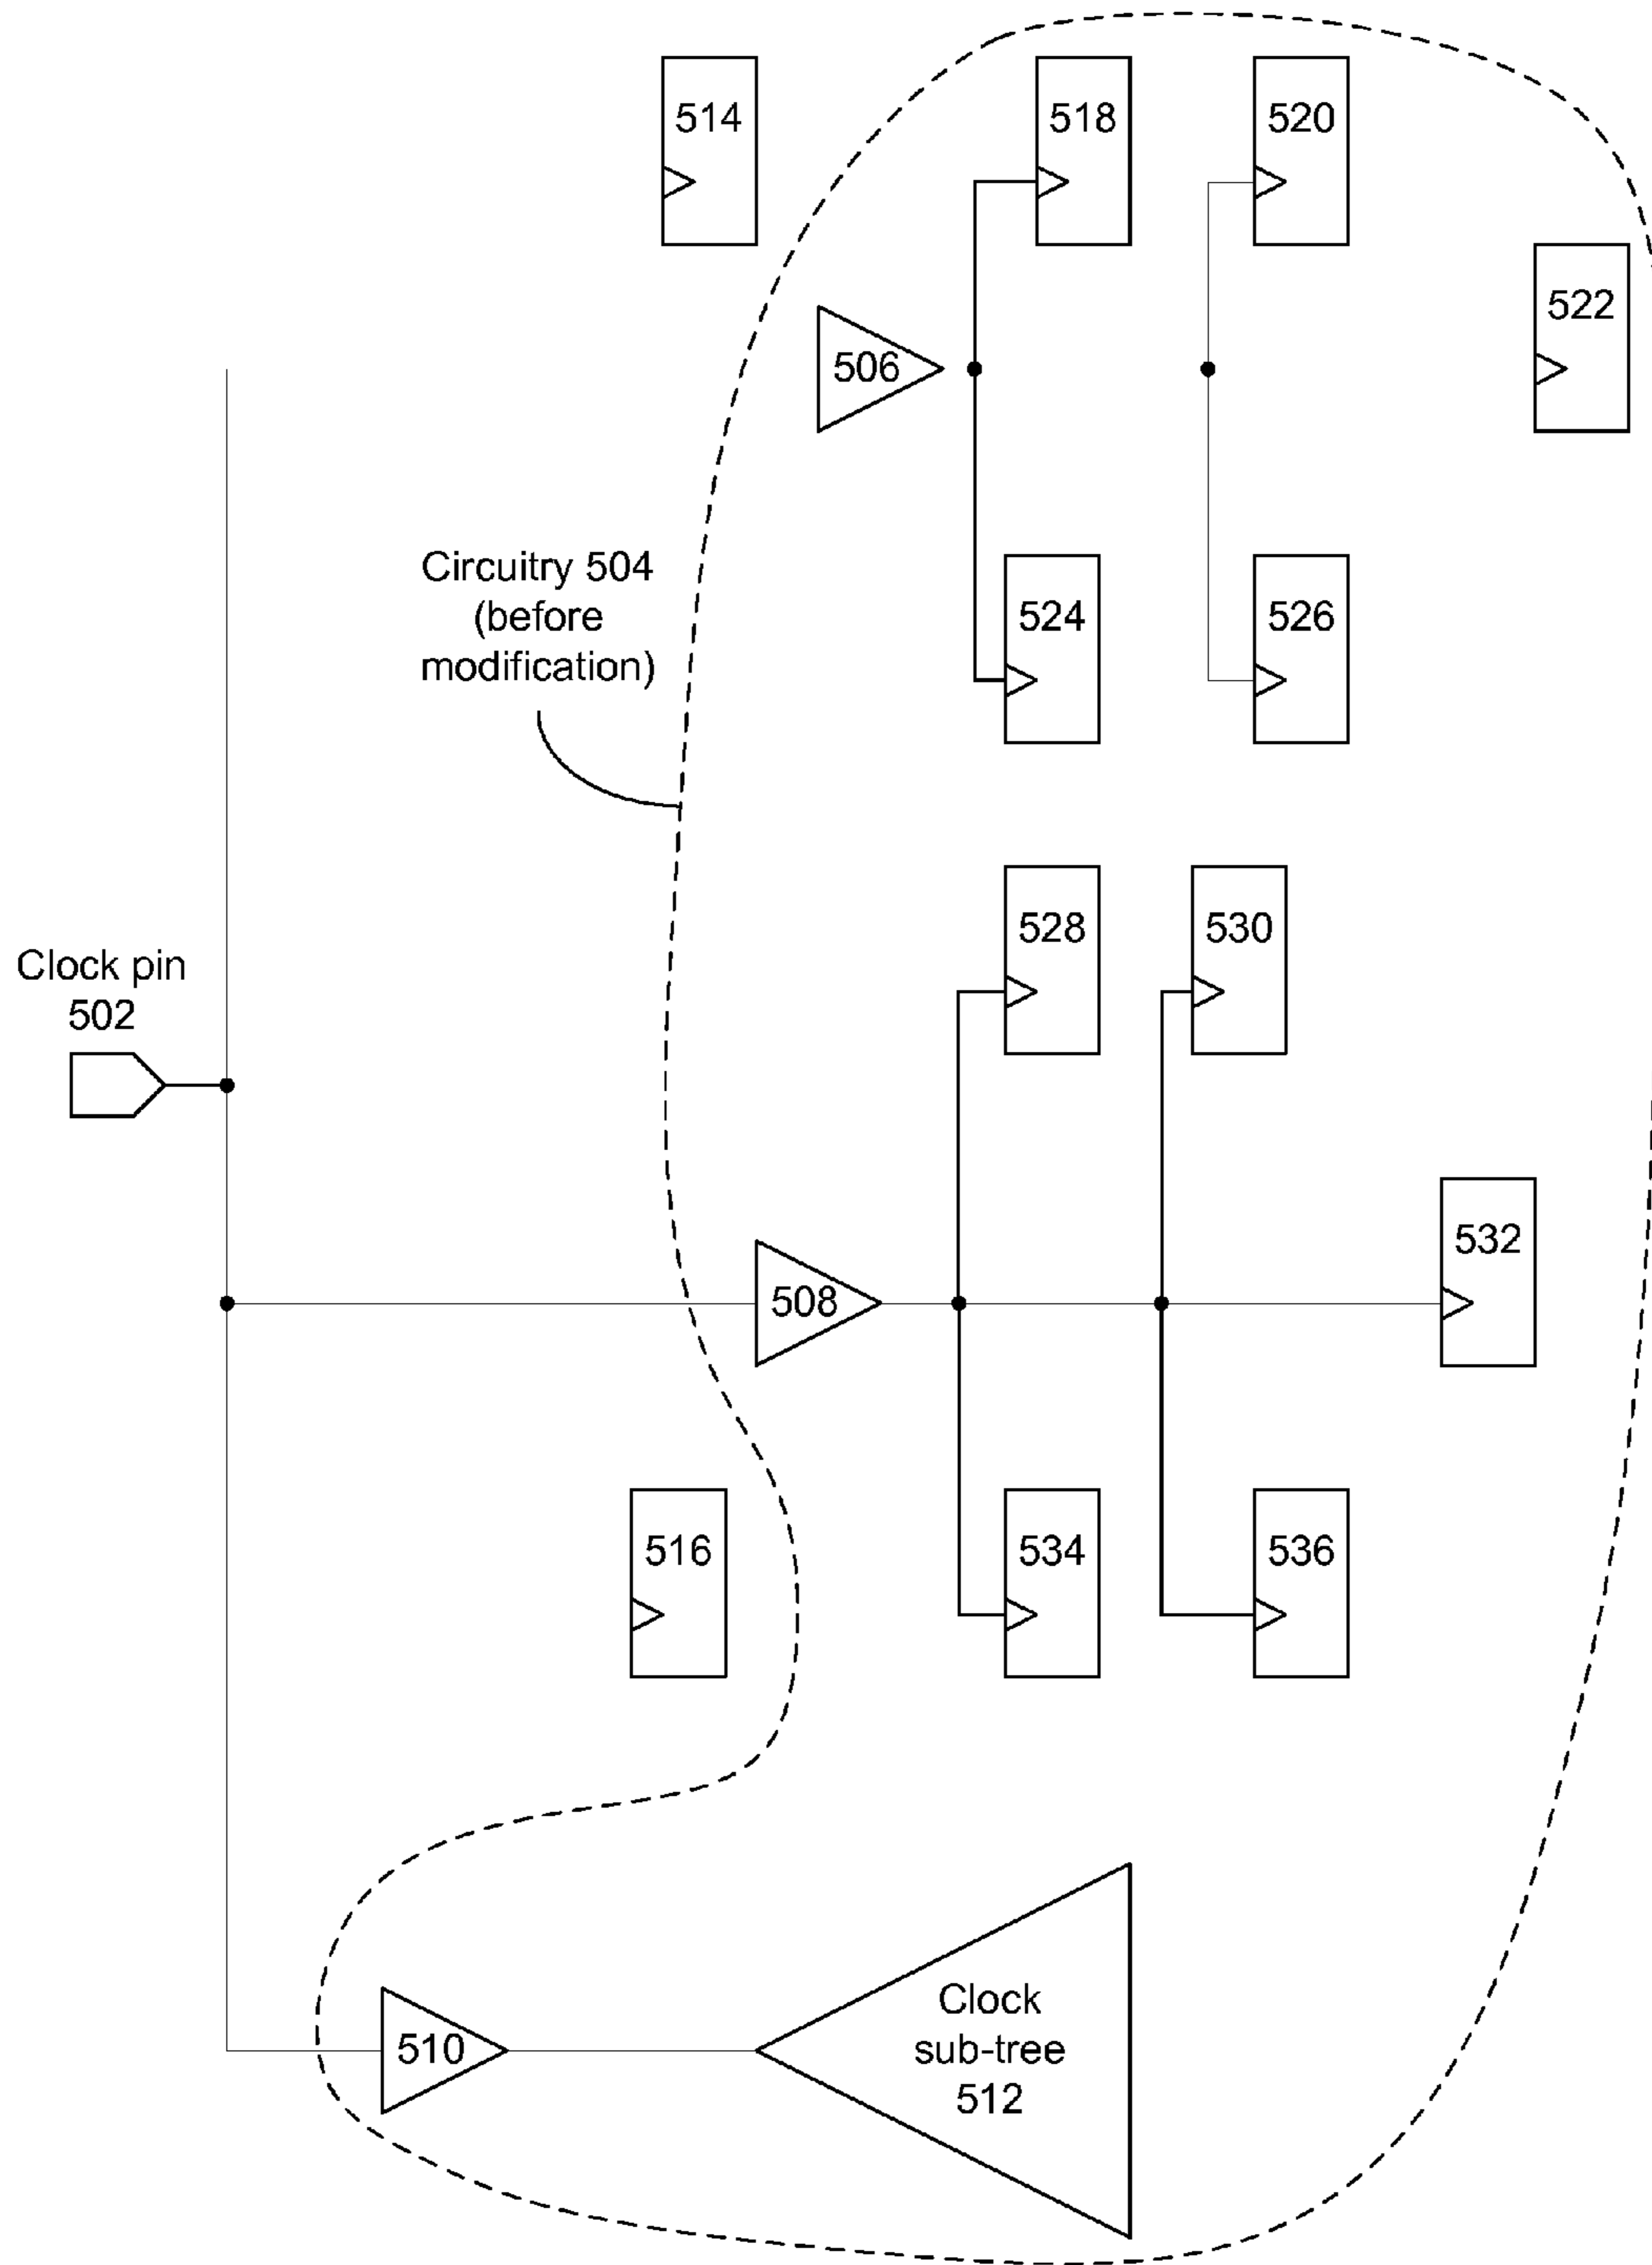 514
518
520
522
506
Circuitry 504
(before
modification)
524
526
528
530
Clock pin
502
532
508
516
534
536
Clock
sub-tree
512
510